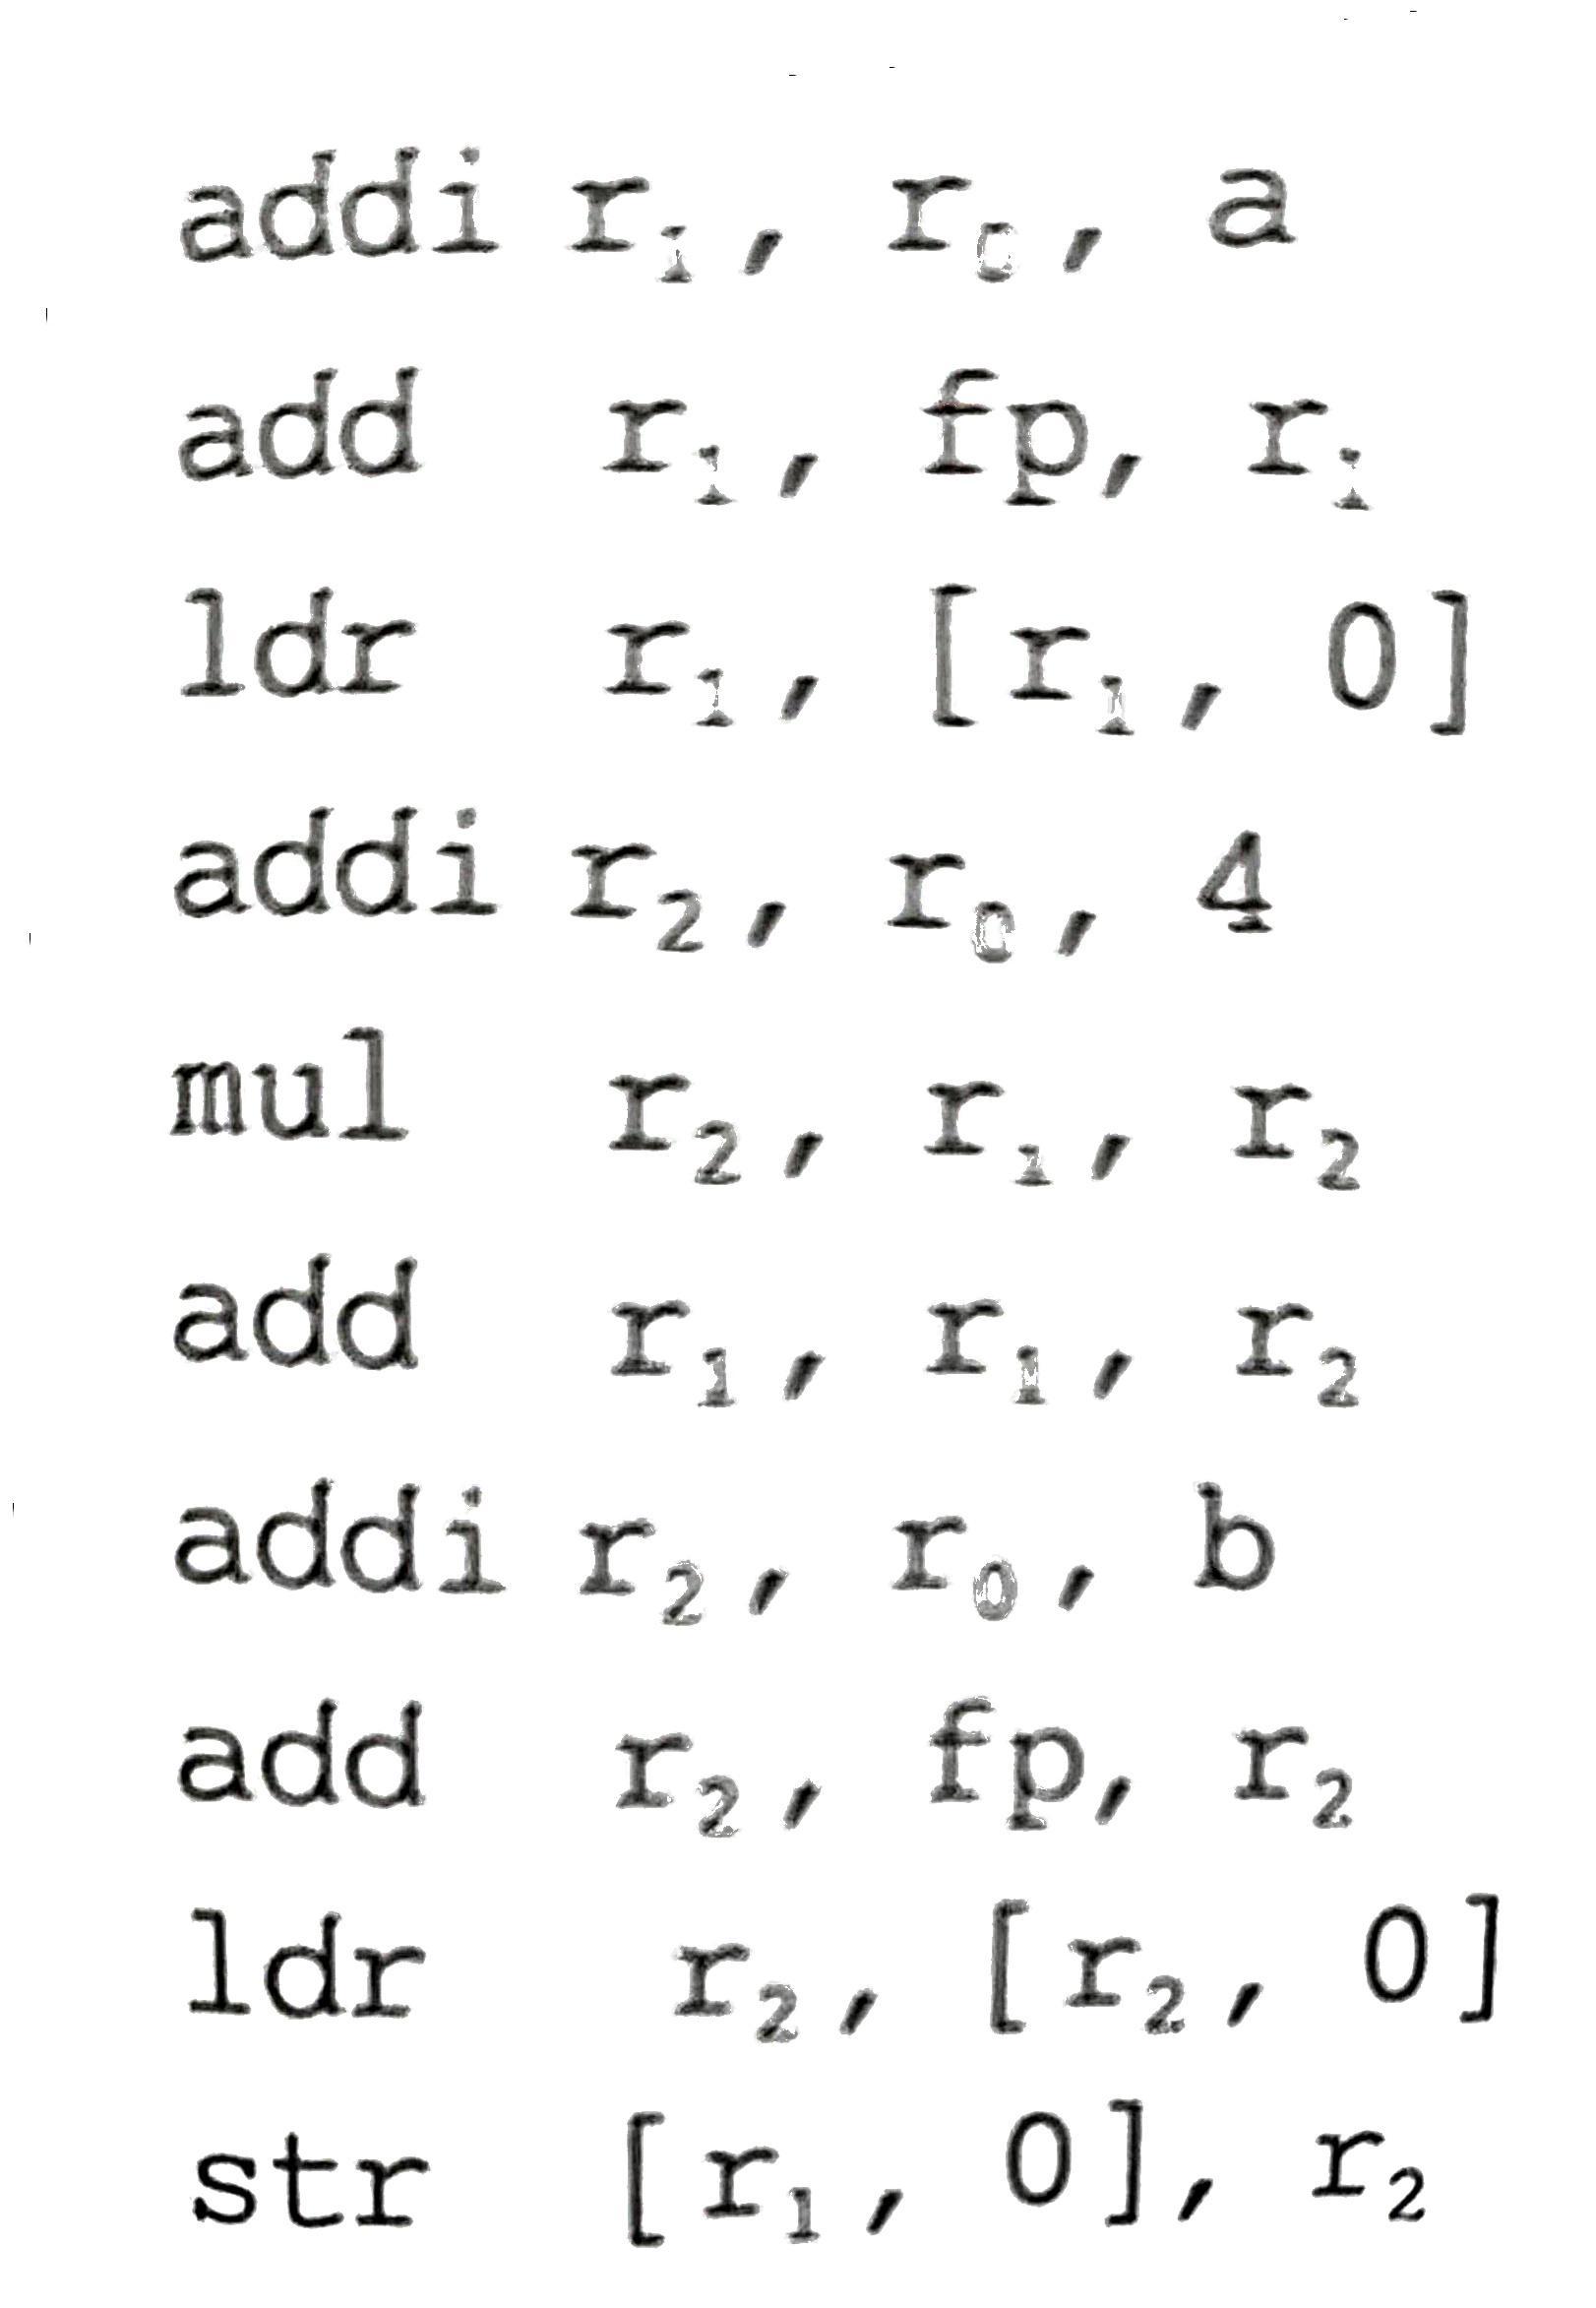 addi r₁, r₀, a
add r₁, fp, r₁
ldr r₁, [r₁, 0]
addi r₂, r₀, 4
mul r₂, r₁, r₂
add r₁, r₁, r₂
addi r₂, r₀, b
add r₂, fp, r₂
ldr r₂, [r₂, 0]
str [r₁, 0], r₂